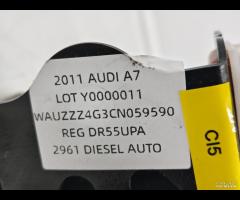 2011 AUDI A7
LOT Y0000011
WAUZZZ4G3CN059590
REG DR55UPA
2961 DIESEL AUTO
CI5